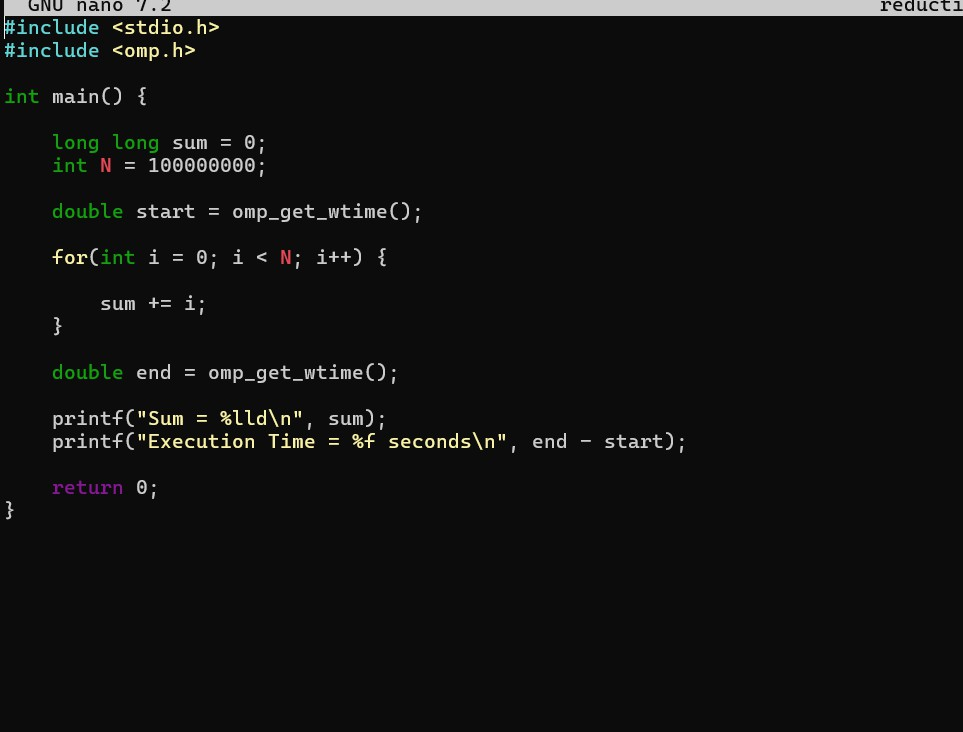 GNU nano 7.2 reducti
#include <stdio.h>
#include <omp.h>
int main() {
long long sum = 0;
int N = 100000000;
double start = omp_get_wtime();
for(int i = 0; i < N; i++) {
sum += i;
}
double end = omp_get_wtime();
printf("Sum = %lld\n", sum);
printf("Execution Time = %f seconds\n", end - start);
return 0;
}